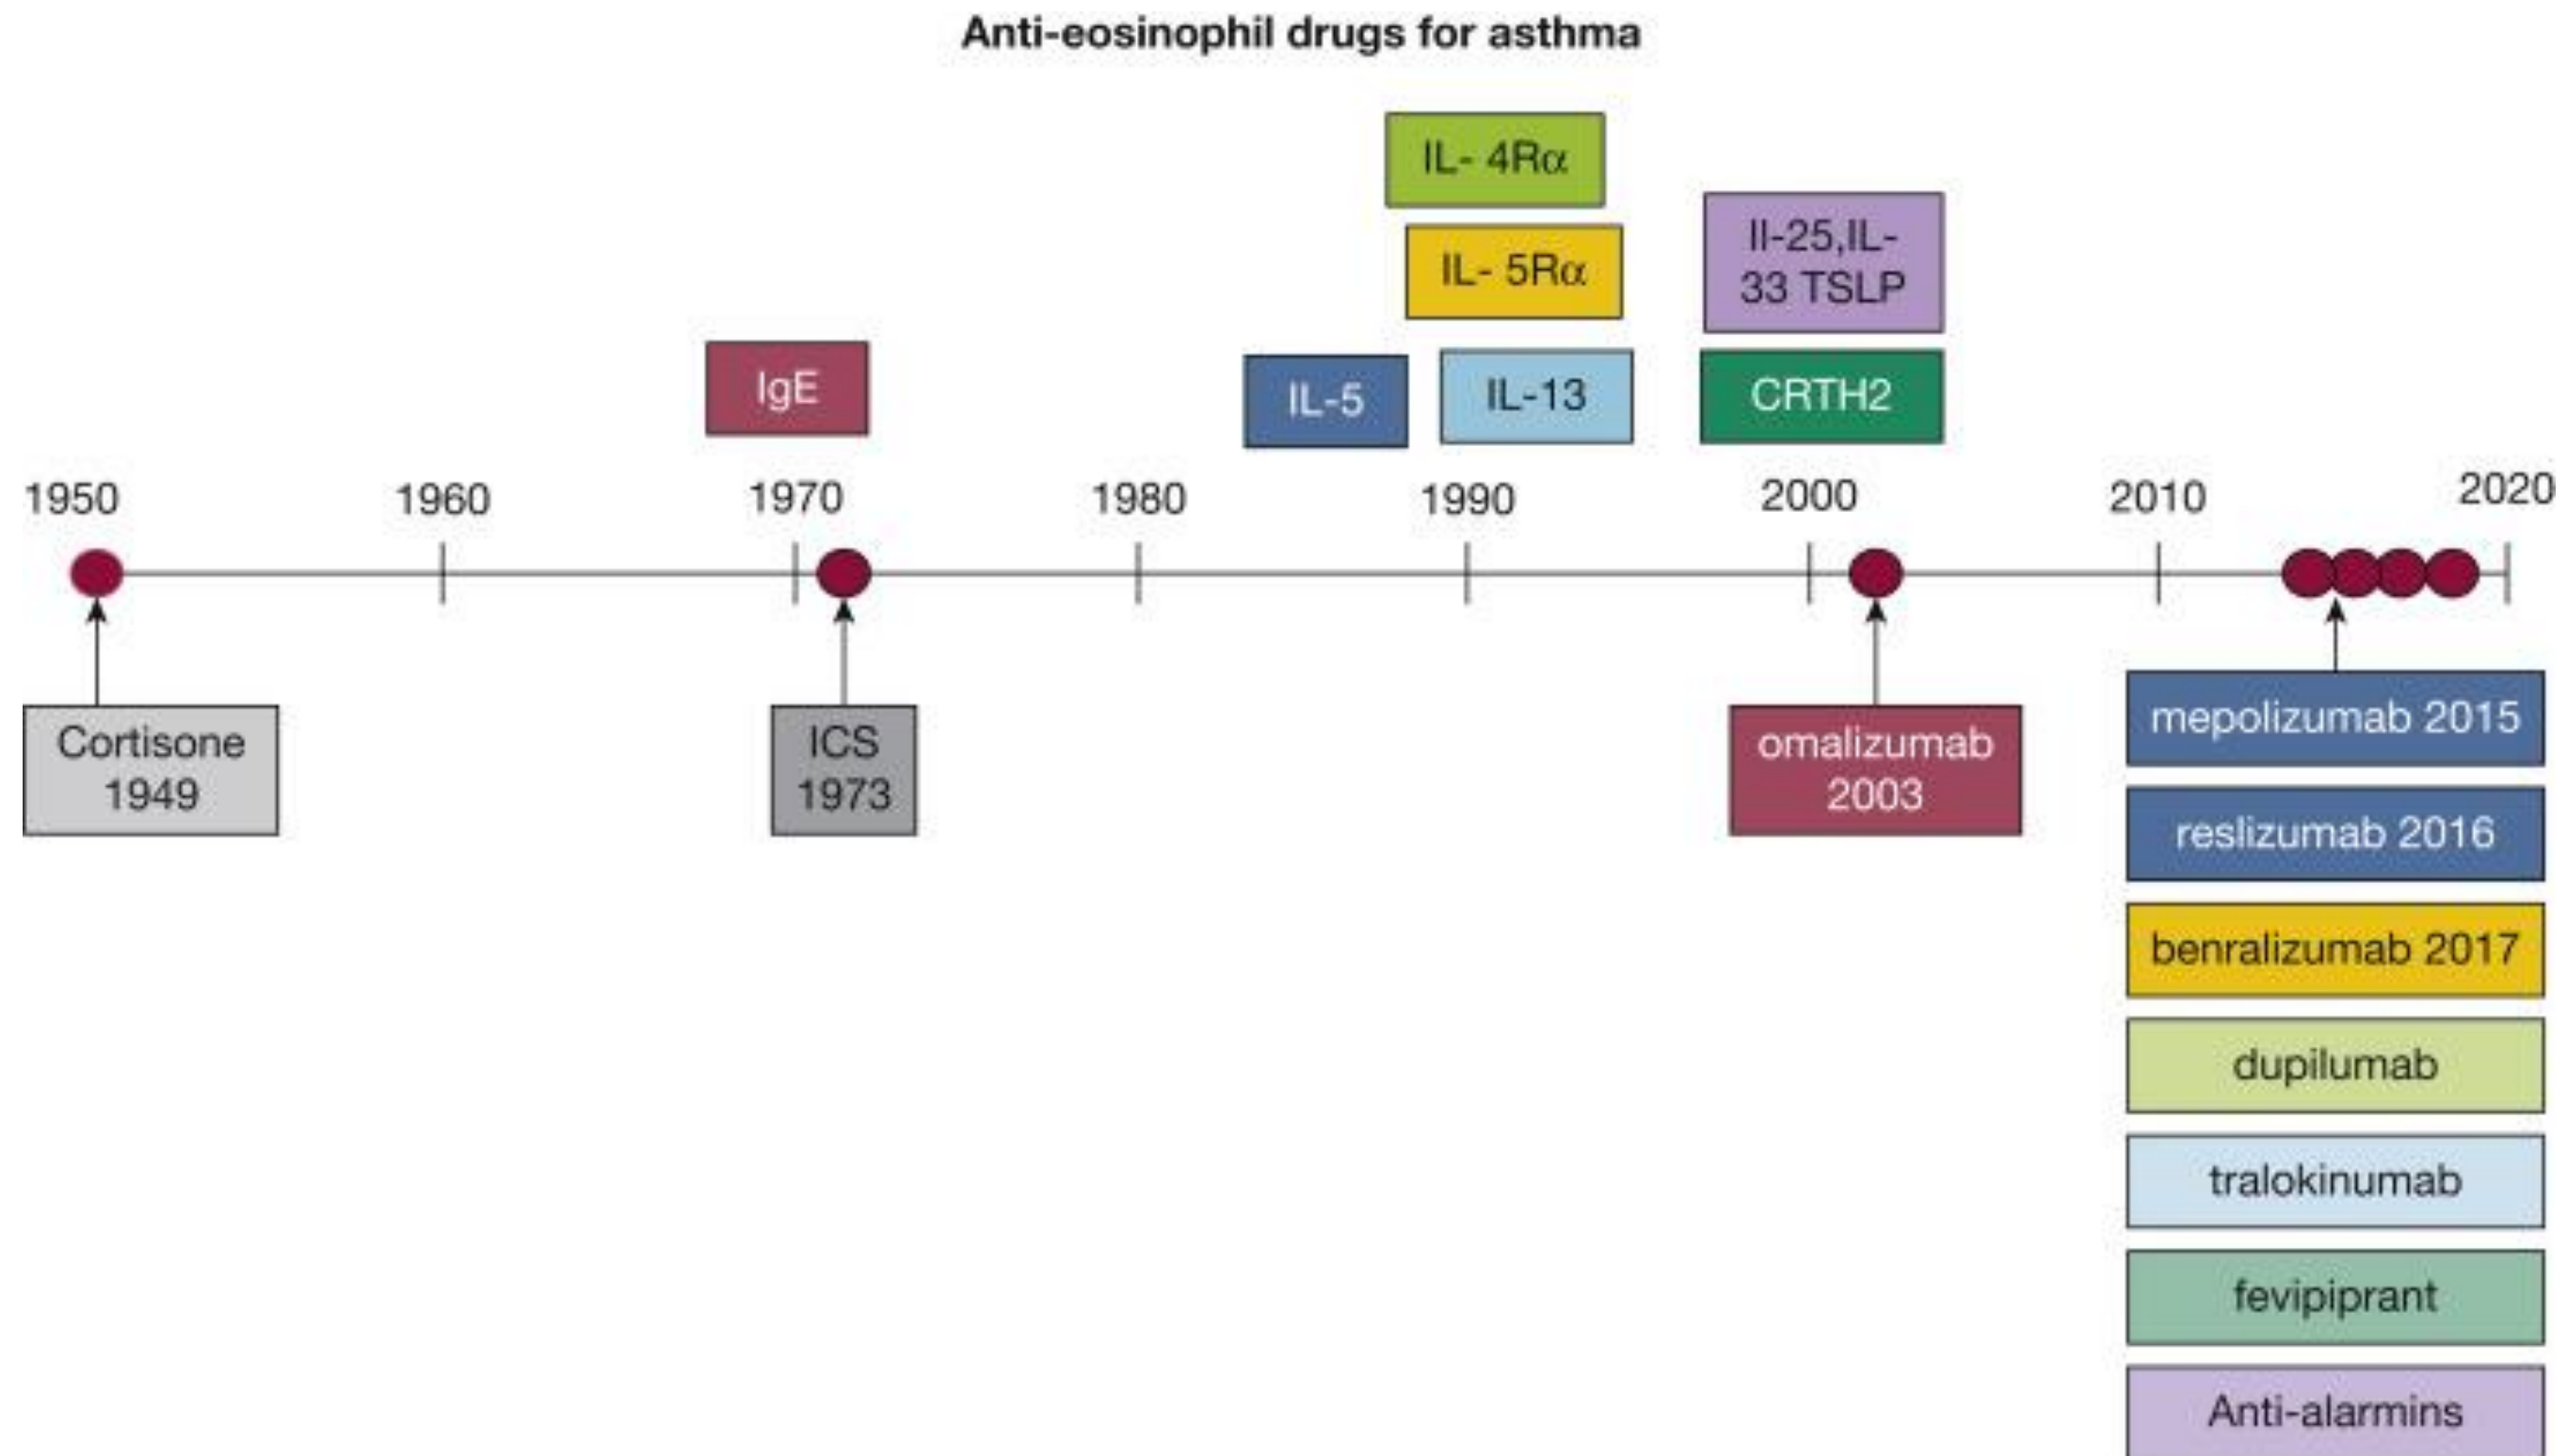 Anti-eosinophil drugs for asthma
IL- 4Rα
IL- 5Rα
Il-25,IL-
33 TSLP
IgE
IL-5
IL-13
CRTH2
1950
1960
1970
1980
1990
2000
2010
2020
Cortisone
1949
ICS
1973
omalizumab
2003
mepolizumab 2015
reslizumab 2016
benralizumab 2017
dupilumab
tralokinumab
fevipiprant
Anti-alarmins